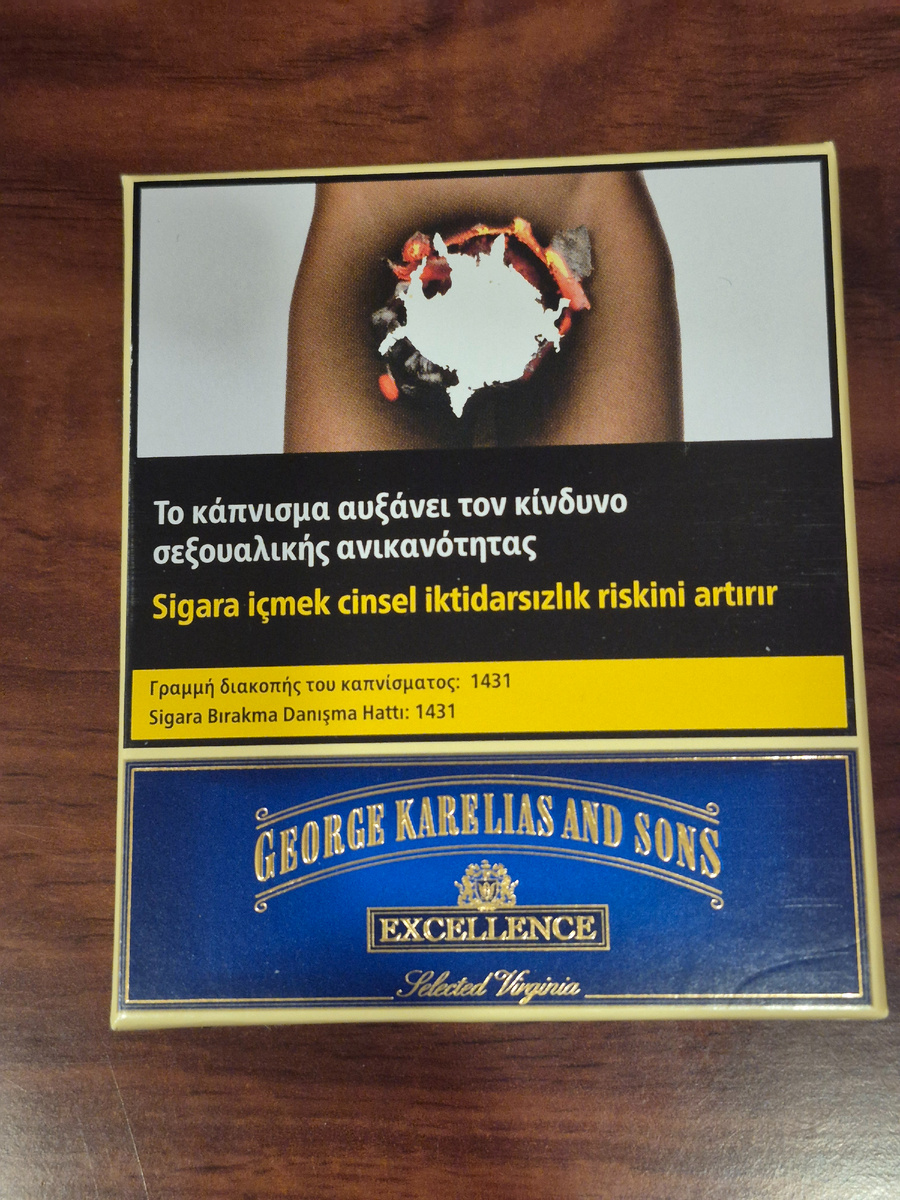 Το κάπνισμα αυξάνει τον κίνδυνο
σεξουαλικής ανικανότητας
Sigara içmek cinsel iktidarsızlık riskini artırır
Γραμμή διακοπής του καπνίσματος: 1431
Sigara Bırakma Danışma Hattı: 1431
GEORGE KARELIAS AND SONS
EXCELLENCE
Selected Virginia